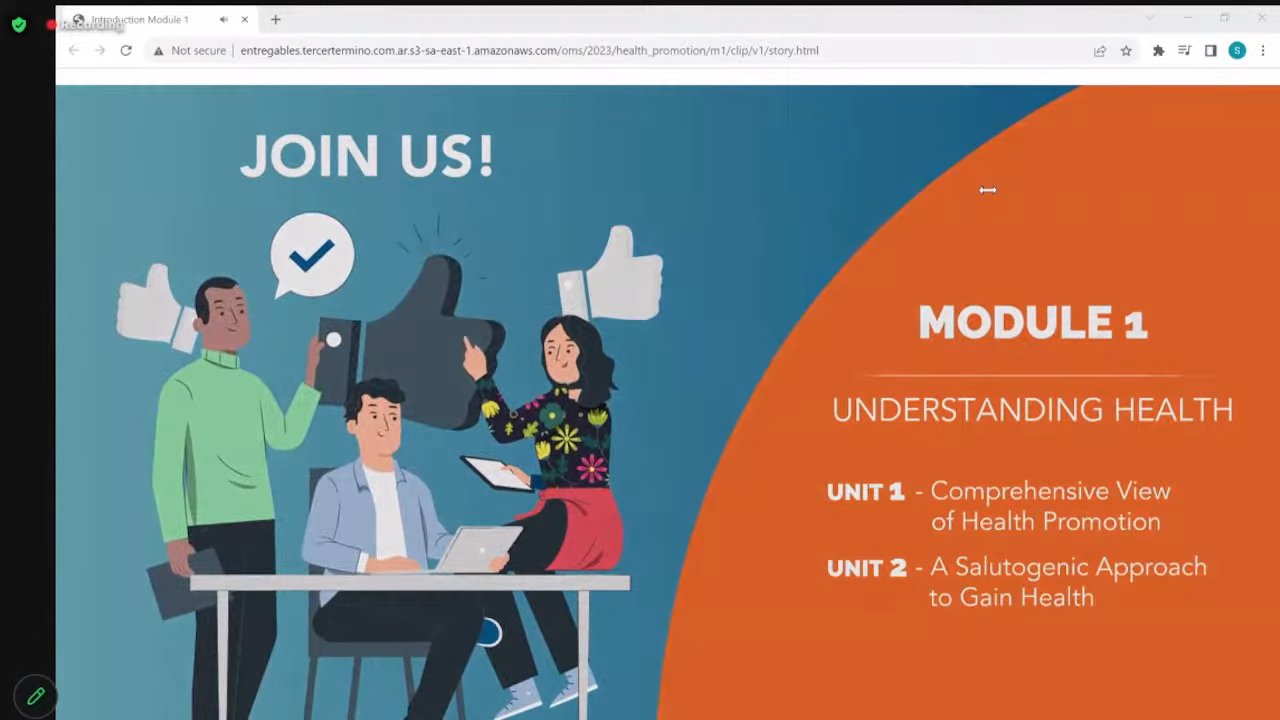 Introduction Module 1
Recording
Not secure
entregables.tercertermino.com.ar.s3-sa-east-1.amazonaws.com/oms/2023/health_promotion/m1/clip/v1/story.html
S
JOIN US!
MODULE 1
UNDERSTANDING HEALTH
UNIT 1 - Comprehensive View
of Health Promotion
UNIT 2 - A Salutogenic Approach
to Gain Health